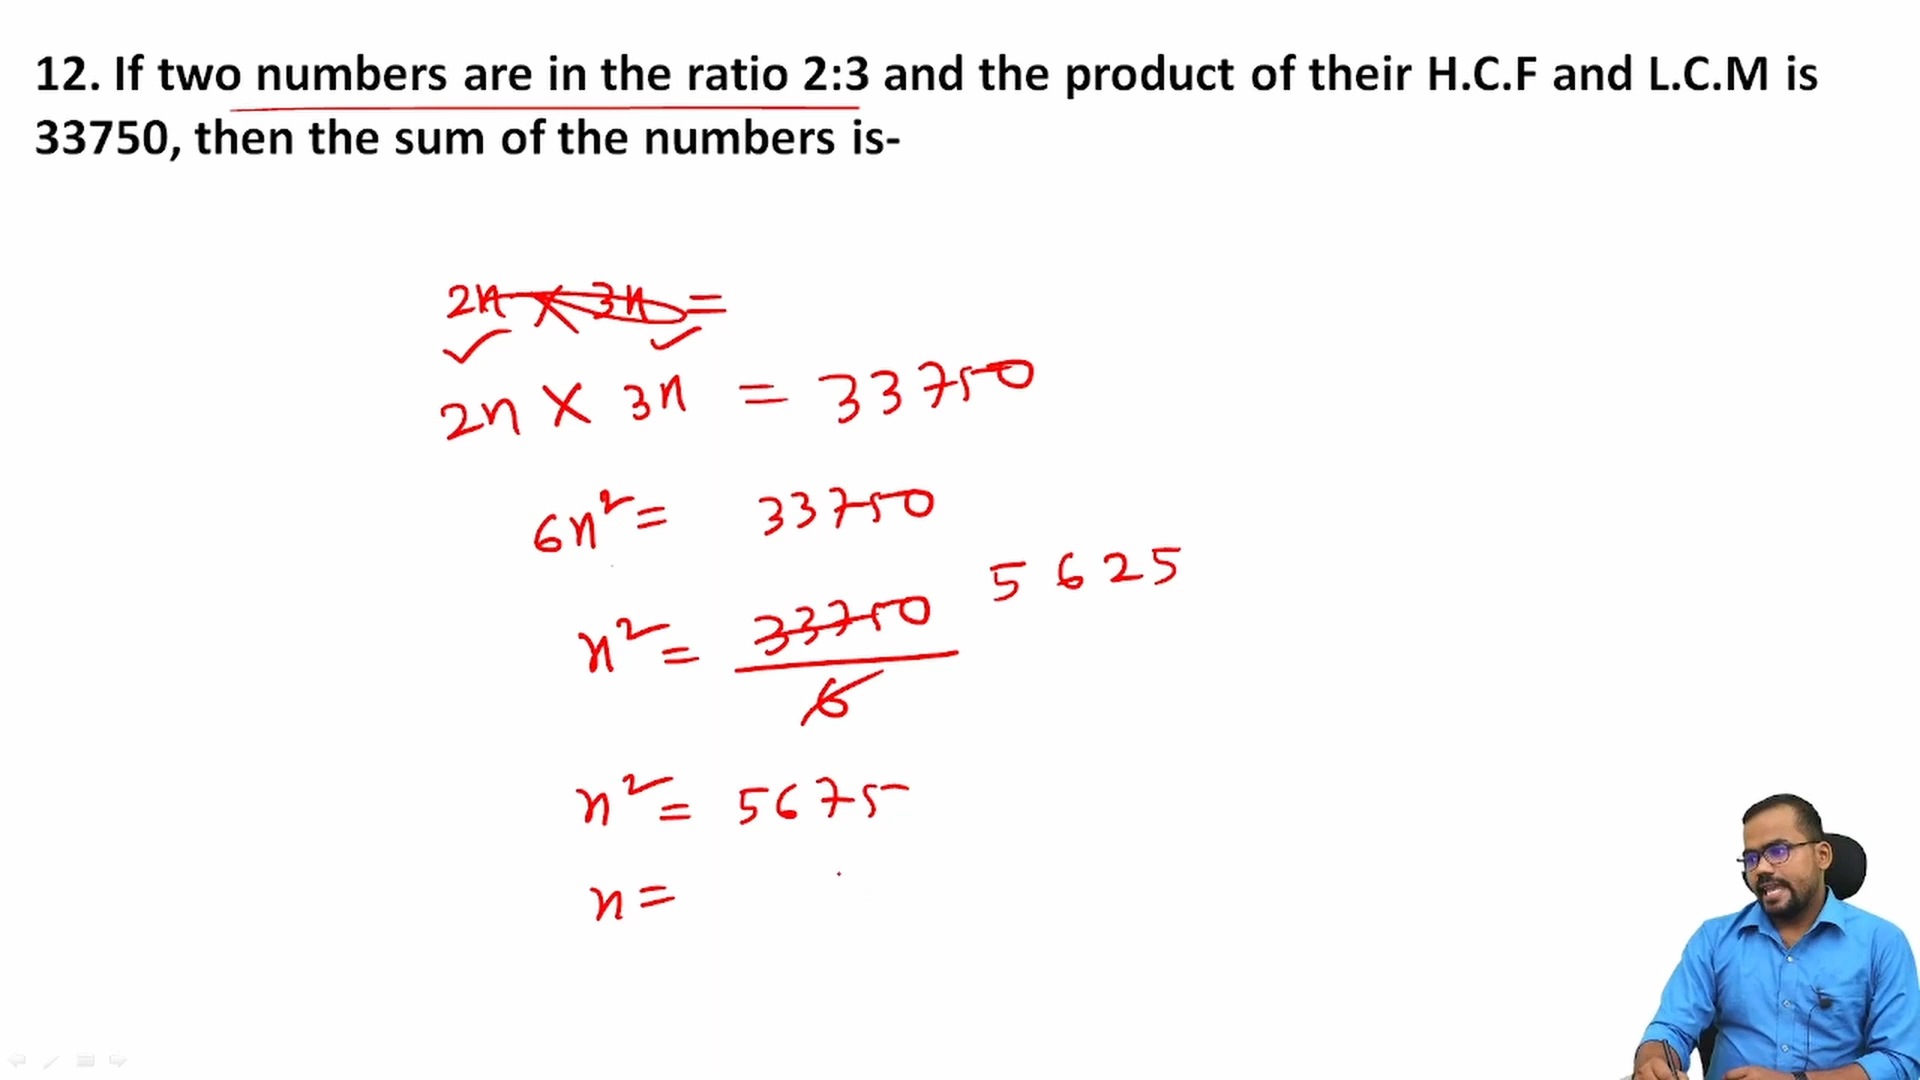 12. If two numbers are in the ratio 2:3 and the product of their H.C.F and L.C.M is
33750, then the sum of the numbers is-
2n × 3n =
2n × 3n = 33750
6n² = 33750
5625
n² = 33750
6
n² = 5675
n =